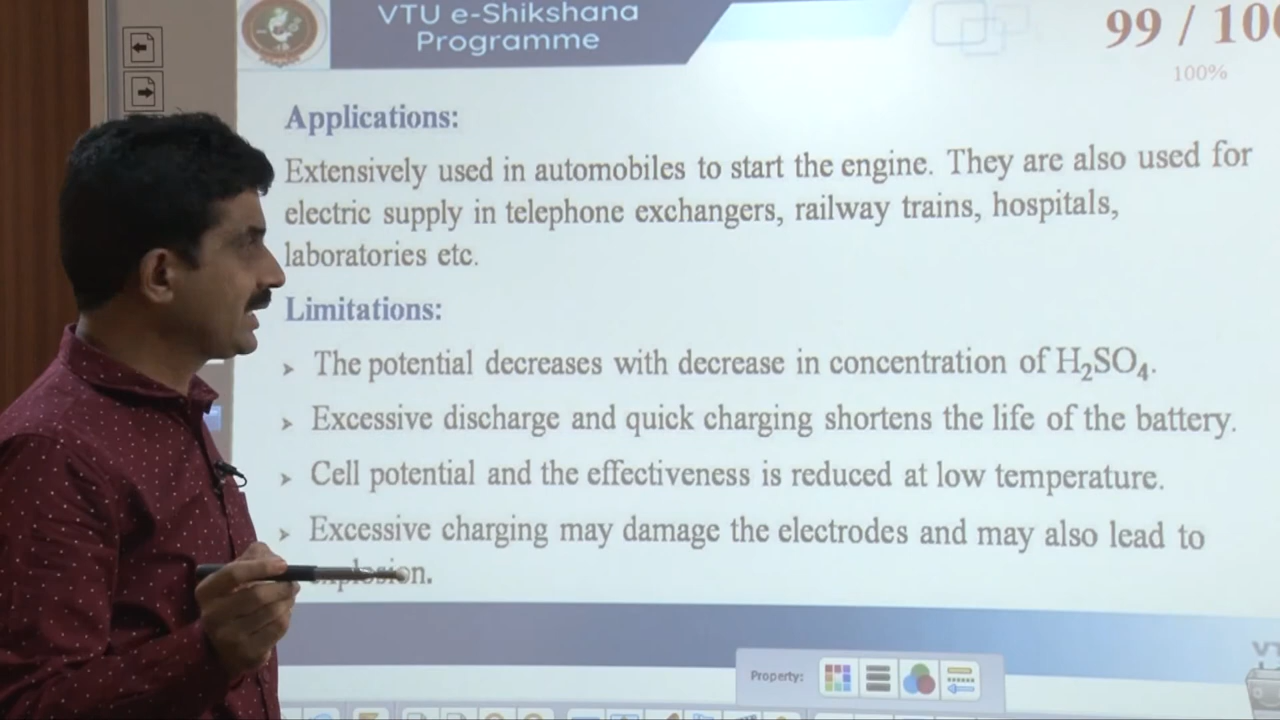 VTU e-Shikshana
Programme
99 / 100
100%
Applications:
Extensively used in automobiles to start the engine. They are also used for
electric supply in telephone exchangers, railway trains, hospitals,
laboratories etc.
Limitations:
➤ The potential decreases with decrease in concentration of H₂SO₄.
➤ Excessive discharge and quick charging shortens the life of the battery.
➤ Cell potential and the effectiveness is reduced at low temperature.
➤ Excessive charging may damage the electrodes and may also lead to
explosion.
Property: